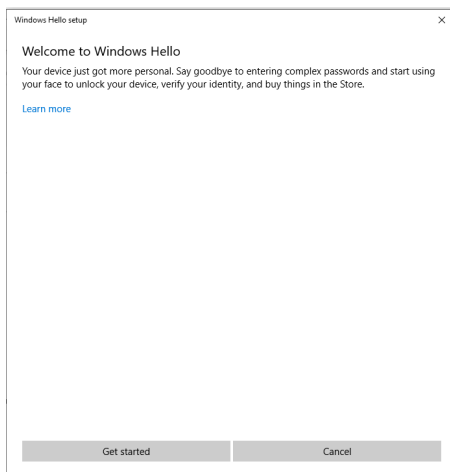 Windows Hello setup
Welcome to Windows Hello
Your device just got more personal. Say goodbye to entering complex passwords and start using
your face to unlock your device, verify your identity, and buy things in the Store.
Learn more
Get started
Cancel